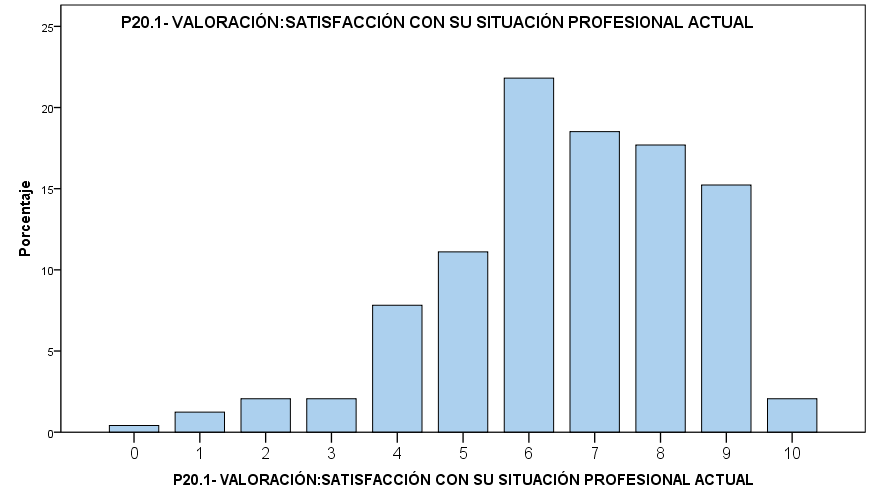 P20.1- VALORACIÓN:SATISFACCIÓN CON SU SITUACIÓN PROFESIONAL ACTUAL
25
20
15
10
5
0
Porcentaje
0 1 2 3 4 5 6 7 8 9 10
P20.1- VALORACIÓN:SATISFACCIÓN CON SU SITUACIÓN PROFESIONAL ACTUAL